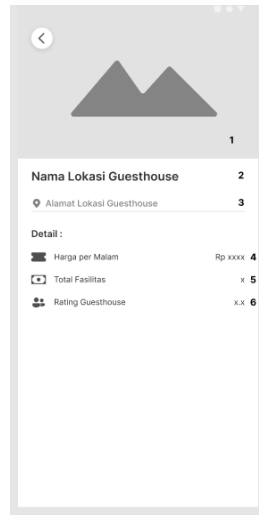 1
Nama Lokasi Guesthouse 2
Alamat Lokasi Guesthouse 3
Detail :
Harga per Malam Rp xxxx 4
Total Fasilitas x 5
Rating Guesthouse x.x 6